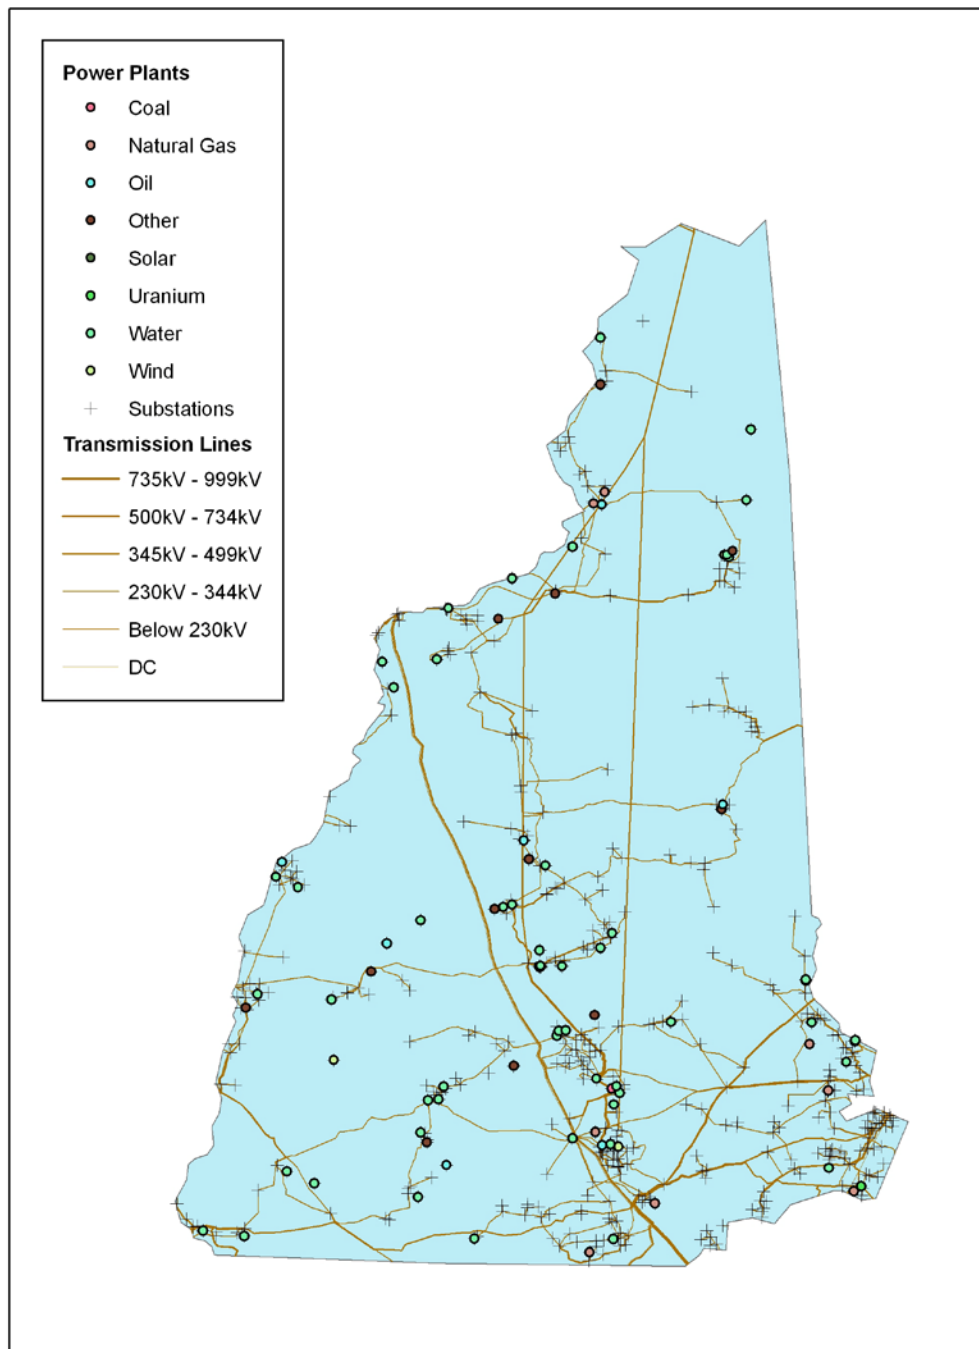 Power Plants
Coal
Natural Gas
Oil
Other
Solar
Uranium
Water
Wind
Substations
Transmission Lines
735kV - 999kV
500kV - 734kV
345kV - 499kV
230kV - 344kV
Below 230kV
DC